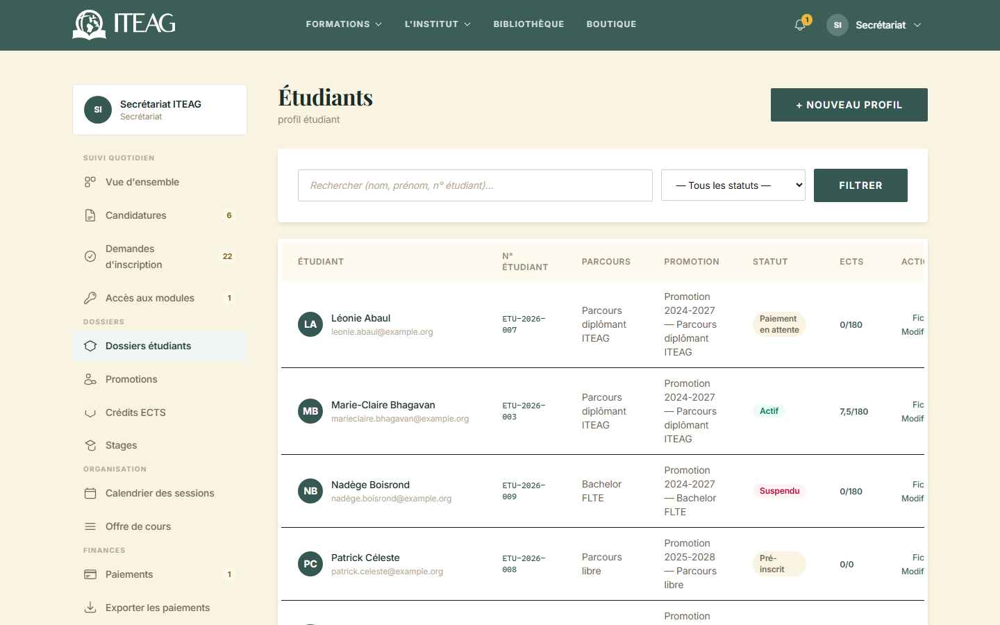 ITEAG
FORMATIONS
L'INSTITUT
BIBLIOTHÈQUE
BOUTIQUE
1
SI
Secrétariat
SI
Secrétariat ITEAG
Secrétariat
SUIVI QUOTIDIEN
Vue d'ensemble
Candidatures
6
Demandes
d'inscription
22
Accès aux modules
1
DOSSIERS
Dossiers étudiants
Promotions
Crédits ECTS
Stages
ORGANISATION
Calendrier des sessions
Offre de cours
FINANCES
Paiements
1
Exporter les paiements
Étudiants
profil étudiant
+ NOUVEAU PROFIL
Rechercher (nom, prénom, n° étudiant)...
— Tous les statuts —
FILTRER
ÉTUDIANT
N°
ÉTUDIANT
PARCOURS
PROMOTION
STATUT
ECTS
ACTI
LA
Léonie Abaul
leonie.abaul@example.org
ETU-2026-
007
Parcours
diplômant
ITEAG
Promotion
2024-2027
— Parcours
diplômant
ITEAG
Paiement
en attente
0/180
Fic
Modif
MB
Marie-Claire Bhagavan
marieclaire.bhagavan@example.org
ETU-2026-
003
Parcours
diplômant
ITEAG
Promotion
2024-2027
— Parcours
diplômant
ITEAG
Actif
7,5/180
Fic
Modif
NB
Nadège Boisrond
nadège.boisrond@example.org
ETU-2026-
009
Bachelor
FLTE
Promotion
2024-2027
— Bachelor
FLTE
Suspendu
0/180
Fic
Modif
PC
Patrick Céleste
patrick.celeste@example.org
ETU-2026-
008
Parcours
libre
Promotion
2025-2028
— Parcours
libre
Pré-
inscrit
0/0
Fic
Modif
Promotion